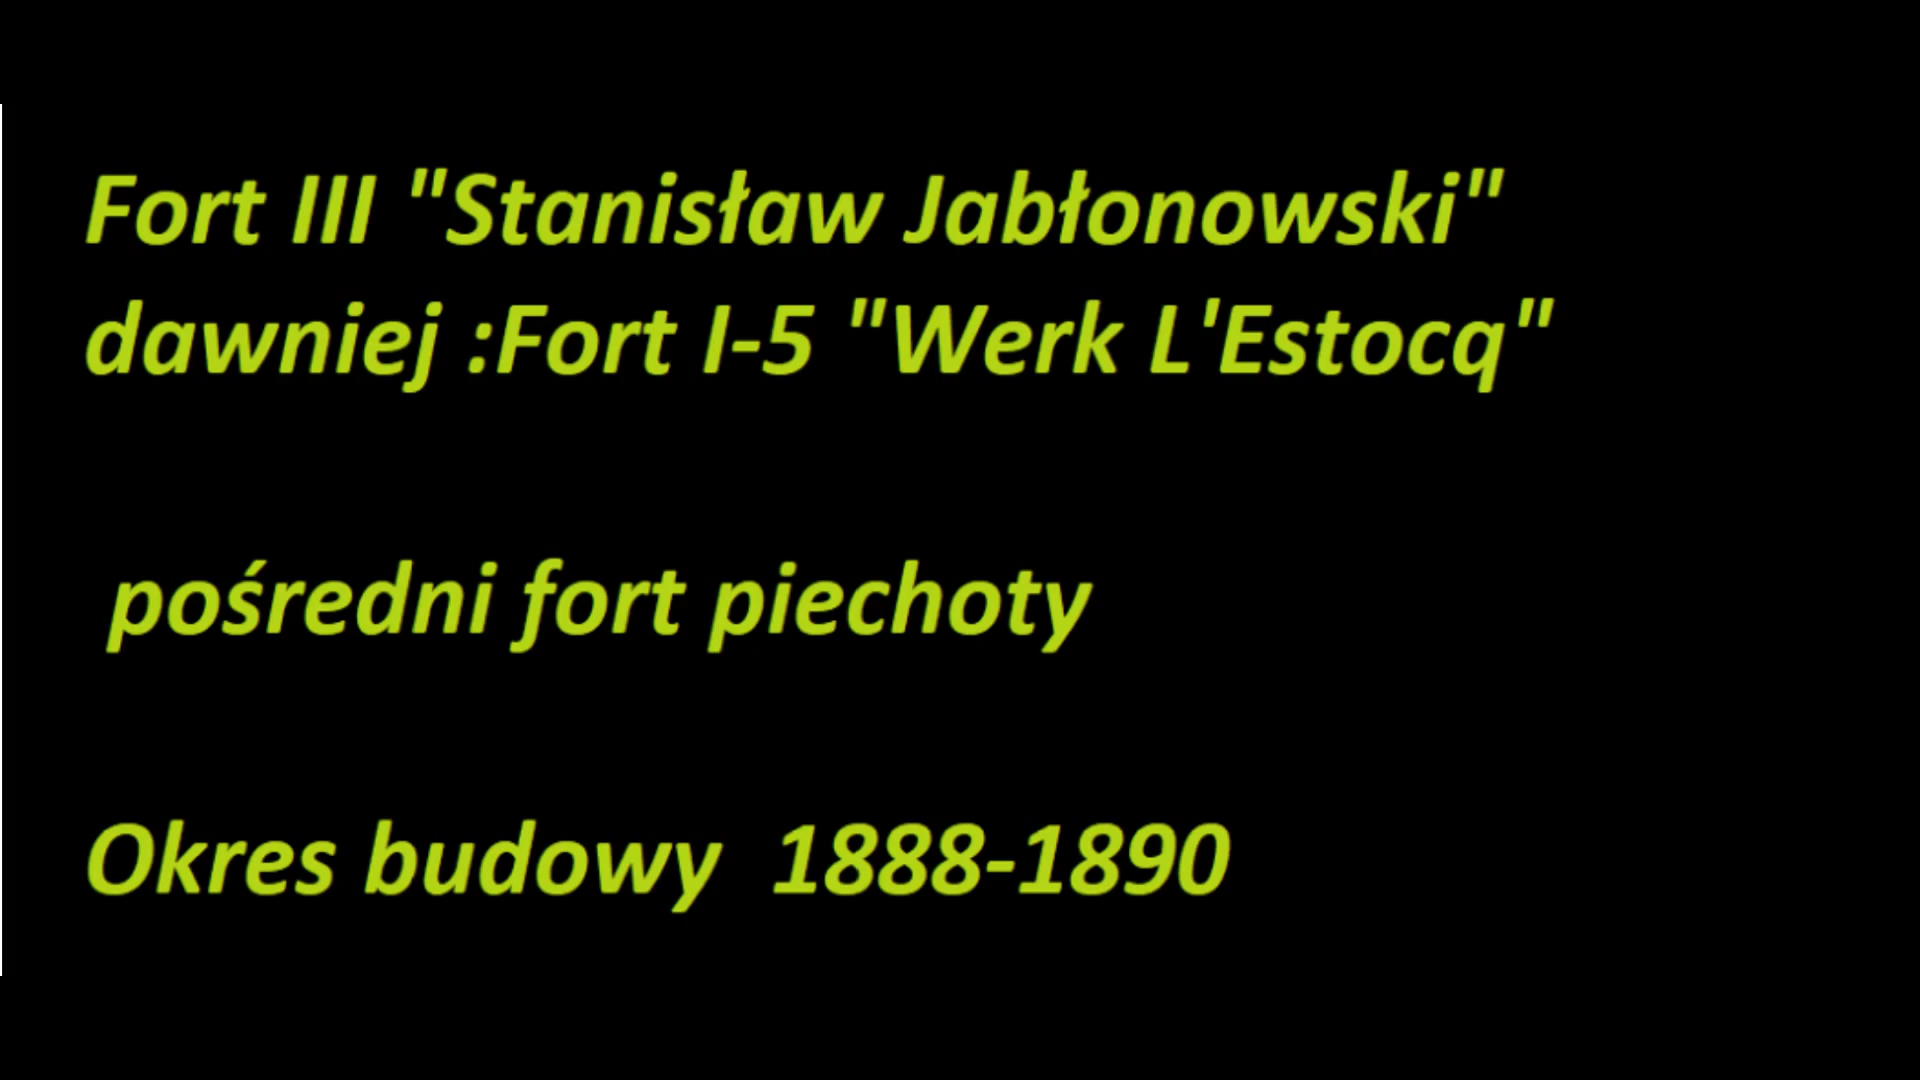 Fort III "Stanisław Jabłonowski"
dawniej :Fort I-5 "Werk L'Estocq"
pośredni fort piechoty
Okres budowy 1888-1890